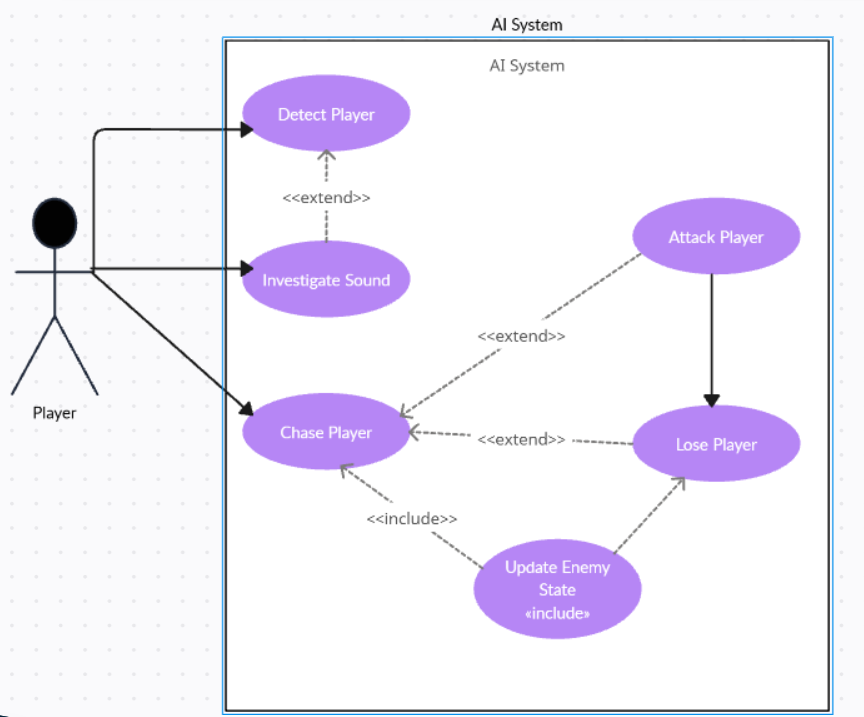 AI System
AI System
Detect Player
<<extend>>
Attack Player
Investigate Sound
<<extend>>
Player
Chase Player
<<extend>>
Lose Player
<<include>>
Update Enemy
State
«include»